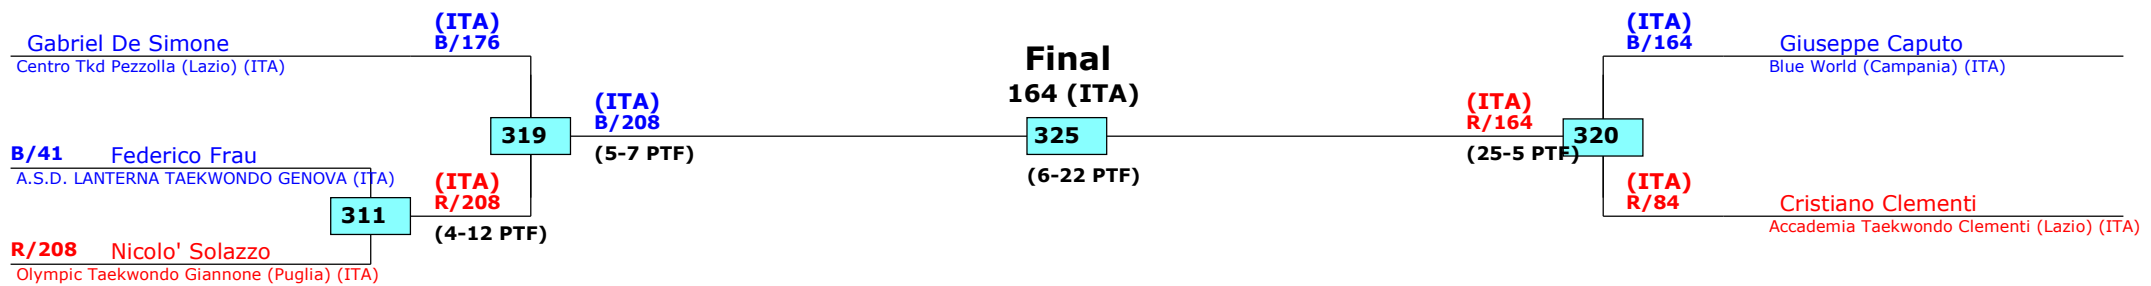 (ITA)
B/176
Gabriel De Simone
Centro Tkd Pezzolla (Lazio) (ITA)
B/41
Federico Frau
A.S.D. LANTERNA TAEKWONDO GENOVA (ITA)
R/208
Nicolo' Solazzo
Olympic Taekwondo Giannone (Puglia) (ITA)
311
(ITA)
R/208
(4-12 PTF)
319
(ITA)
B/208
(5-7 PTF)
Final
164 (ITA)
325
(6-22 PTF)
(ITA)
R/164
(25-5 PTF)
320
(ITA)
B/164
Giuseppe Caputo
Blue World (Campania) (ITA)
(ITA)
R/84
Cristiano Clementi
Accademia Taekwondo Clementi (Lazio) (ITA)